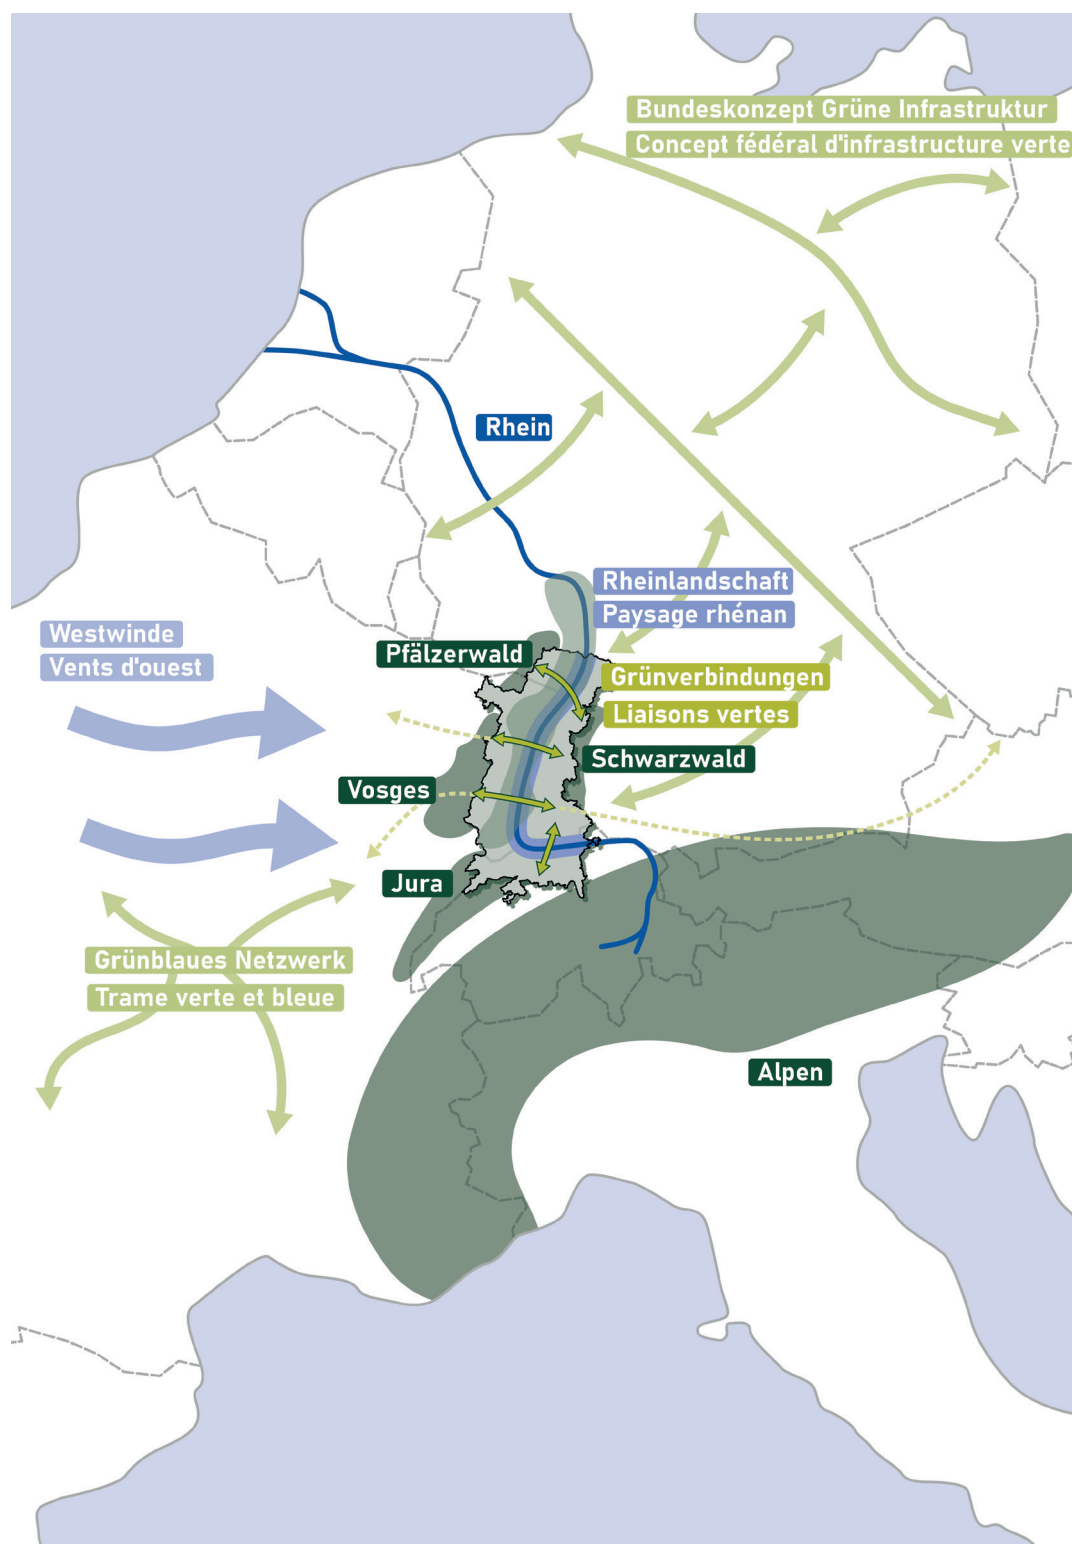 Bundeskonzept Grüne Infrastruktur
Concept fédéral d'infrastructure verte
Rhein
Rheinlandschaft
Paysage rhénan
Westwinde
Vents d'ouest
Pfälzerwald
Grünverbindungen
Liaisons vertes
Schwarzwald
Vosges
Jura
Grünblaues Netzwerk
Trame verte et bleue
Alpen